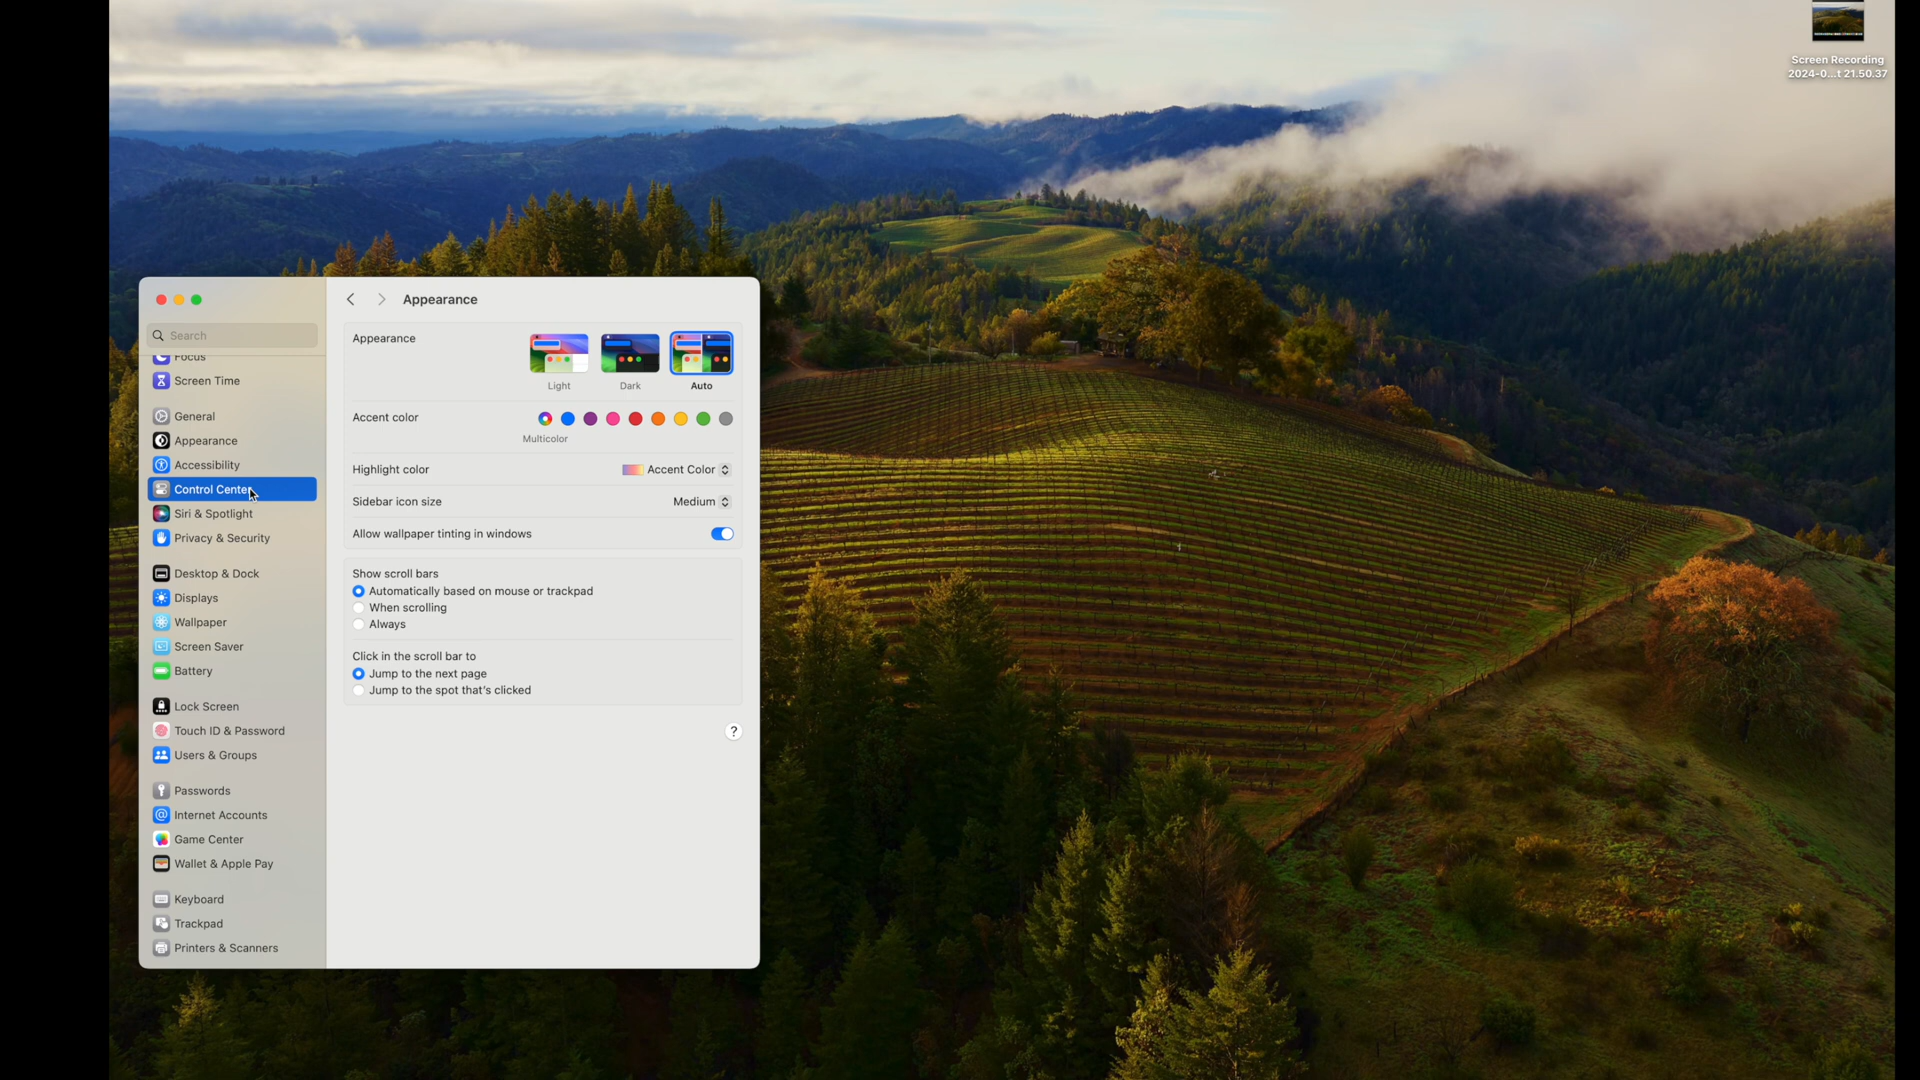 Screen Recording
2024-0...t 21.50.37
Appearance
Search
Focus
Screen Time
General
Appearance
Accessibility
Control Center
Siri & Spotlight
Privacy & Security
Desktop & Dock
Displays
Wallpaper
Screen Saver
Battery
Lock Screen
Touch ID & Password
Users & Groups
Passwords
Internet Accounts
Game Center
Wallet & Apple Pay
Keyboard
Trackpad
Printers & Scanners
Appearance
Light
Dark
Auto
Accent color
Multicolor
Highlight color
Accent Color
Sidebar icon size
Medium
Allow wallpaper tinting in windows
Show scroll bars
Automatically based on mouse or trackpad
When scrolling
Always
Click in the scroll bar to
Jump to the next page
Jump to the spot that's clicked
?